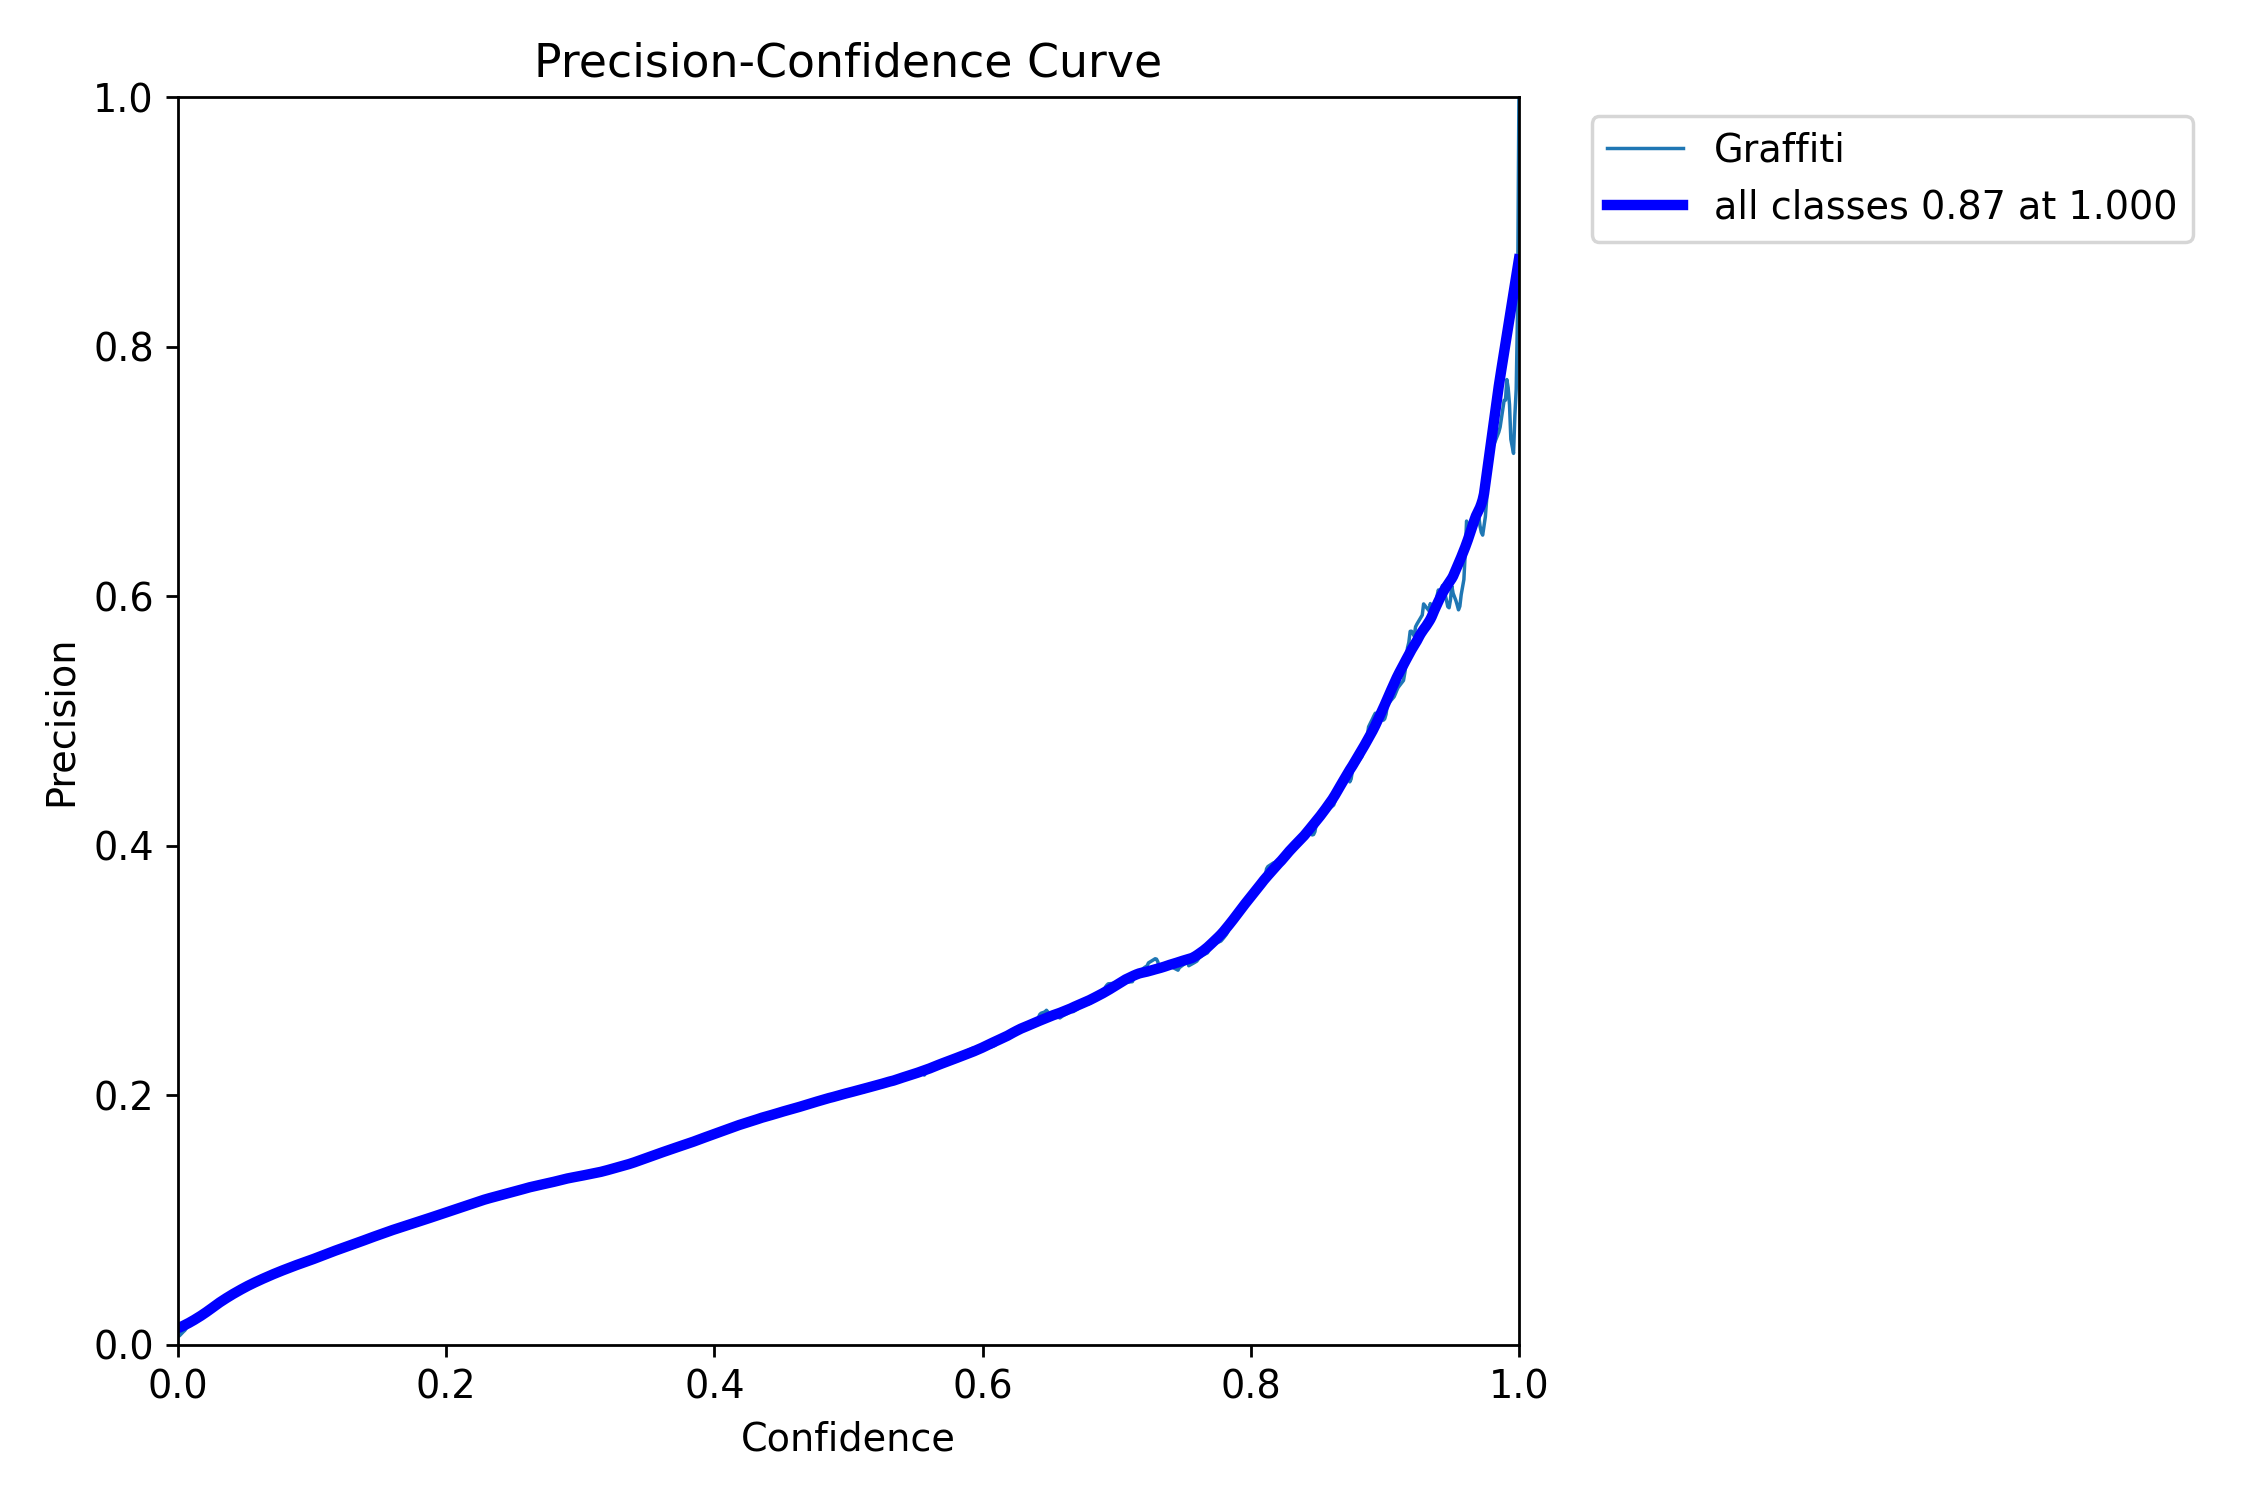 Precision-Confidence Curve
1.0
0.8
0.6
0.4
0.2
0.0
Precision
0.0 0.2 0.4 0.6 0.8 1.0
Confidence
Graffiti
all classes 0.87 at 1.000